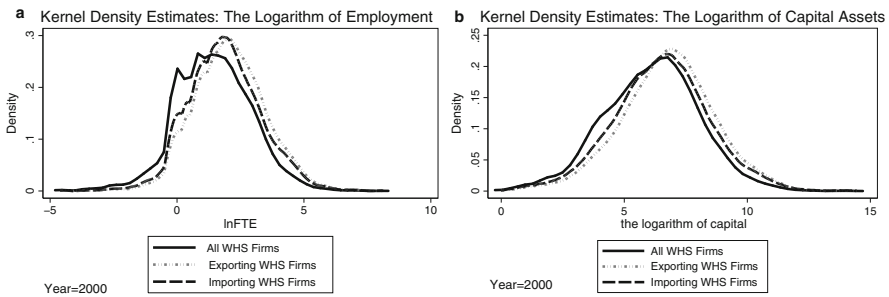 a Kernel Density Estimates: The Logarithm of Employment
Density
.3
.2
.1
0
−5 0 5 10
lnFTE
All WHS Firms
Exporting WHS Firms
Importing WHS Firms
Year=2000
b Kernel Density Estimates: The Logarithm of Capital Assets
Density
.25
.2
.15
.1
.05
0
0 5 10 15
the logarithm of capital
All WHS Firms
Exporting WHS Firms
Importing WHS Firms
Year=2000